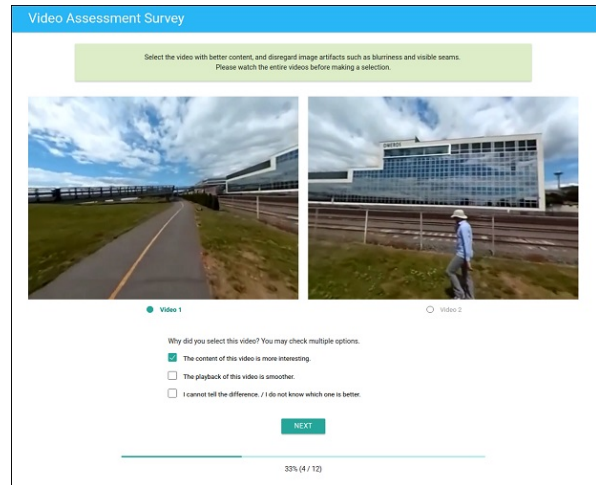 Video Assessment Survey
Select the video with better content, and disregard image artifacts such as blurriness and visible seams.
Please watch the entire videos before making a selection.
Video 1
Video 2
Why did you select this video? You may check multiple options.
The content of this video is more interesting.
The playback of this video is smoother.
I cannot tell the difference. / I do not know which one is better.
NEXT
33% (4 / 12)